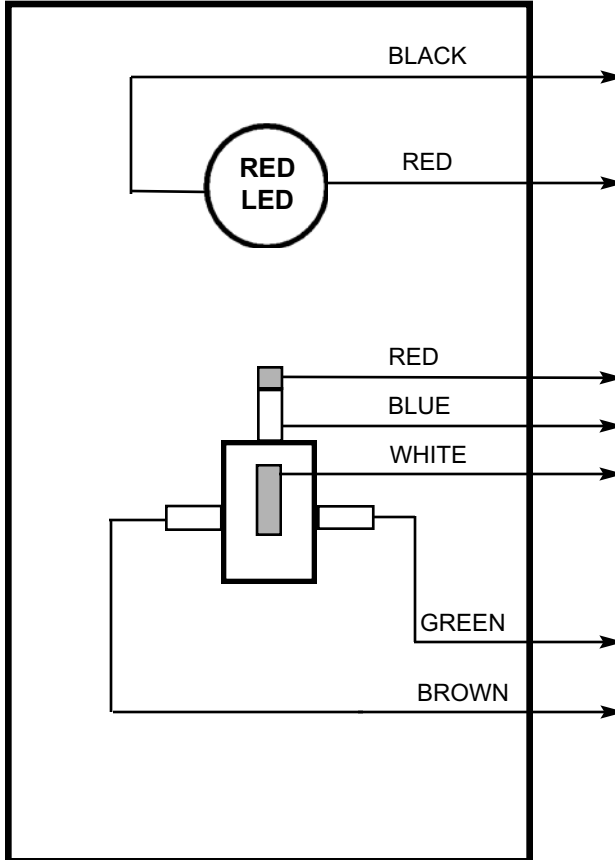 BLACK
RED
LED
RED
RED
BLUE
WHITE
GREEN
BROWN